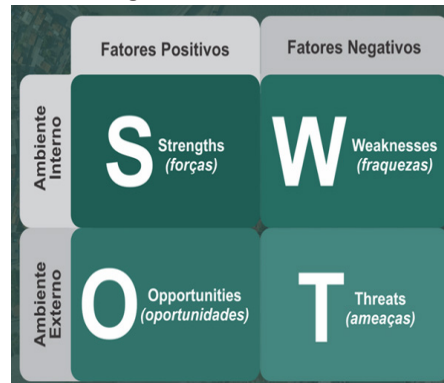 Fatores Positivos
Fatores Negativos
Ambiente
Interno
S
Strengths
(forças)
W
Weaknesses
(fraquezas)
Ambiente
Externo
O
Opportunities
(oportunidades)
T
Threats
(ameaças)